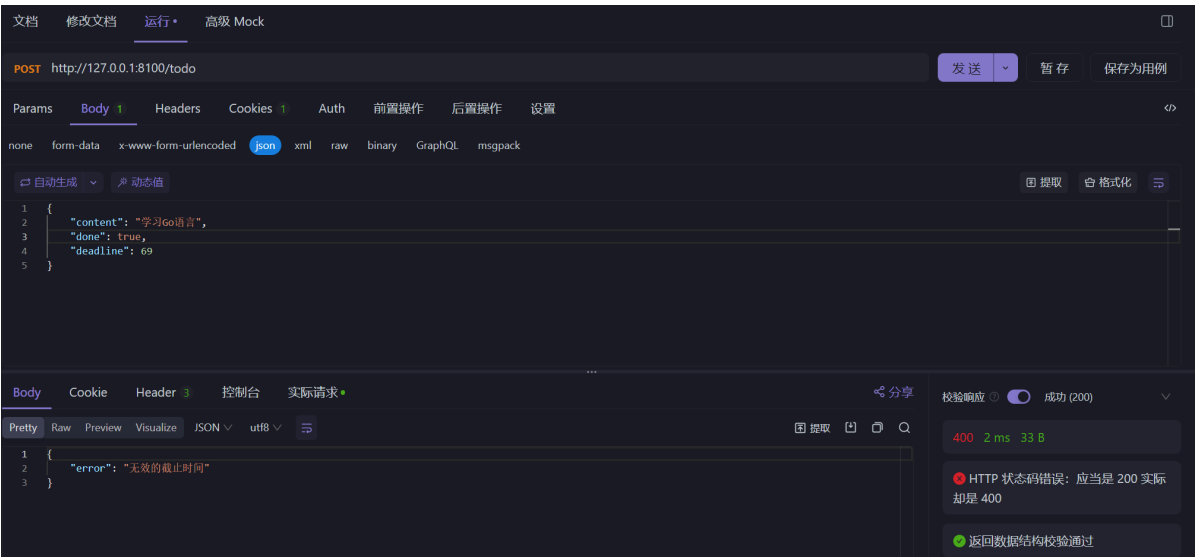 文档 修改文档 运行 高级 Mock
POST http://127.0.0.1:8100/todo 发 送 暂 存 保存为用例
Params Body 1 Headers Cookies 1 Auth 前置操作 后置操作 设置 </>
none form-data x-www-form-urlencoded json xml raw binary GraphQL msgpack
自动生成 动态值 提取 格式化
1 {
2 "content": "学习Go语言",
3 "done": true,
4 "deadline": 69
5 }
Body Cookie Header 3 控制台 实际请求 分享
校验响应 ? 成功 (200)
Pretty Raw Preview Visualize JSON utf8 提取
400 2 ms 33 B
1 {
2 "error": "无效的截止时间"
3 }
HTTP 状态码错误：应当是 200 实际
却是 400
返回数据结构校验通过